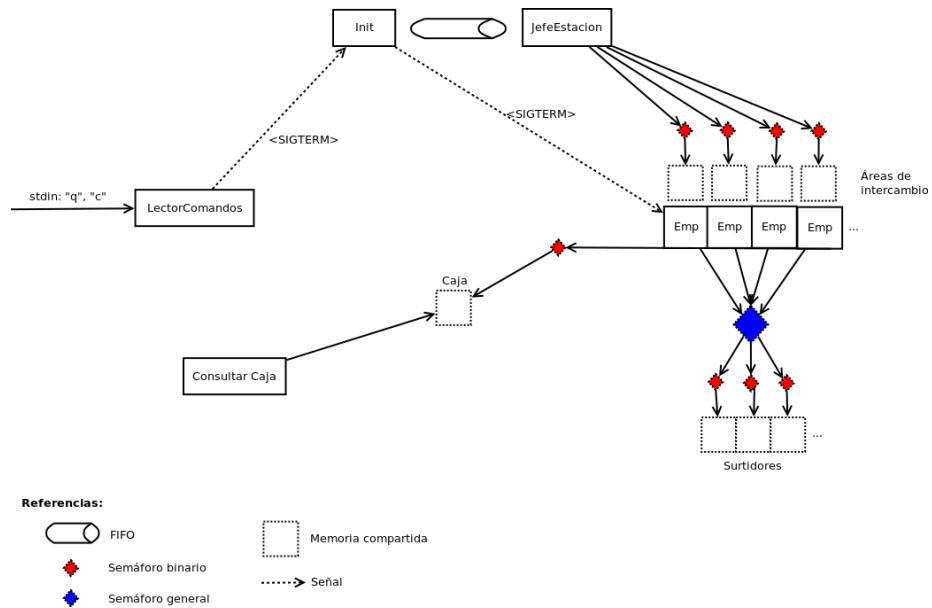 Init
JefeEstacion
<SIGTERM>
<SIGTERM>
stdin: "q", "c"
LectorComandos
Áreas de
intercambio
Emp
Emp
Emp
Emp
...
Caja
Consultar Caja
...
Surtidores
Referencias:
FIFO
Memoria compartida
Semáforo binario
Señal
Semáforo general